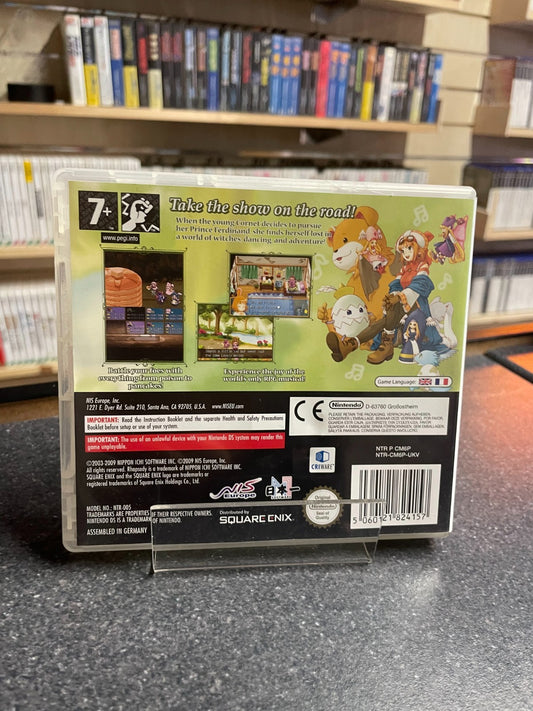 7+
www.pegi.info
Take the show on the road!
When the young Cornet decides to pursue
her Prince Ferdinand, she finds herself lost in
a world of witches, dancing and adventure
Battle your foes with
everything from poison to
pancakes!
Experience the joy of the
worlds only RPG musical!
Game Language:
NIS Europe, Inc.
1221 E. Dyer Rd. Suite 210, Santa Ana, CA 92705, U.S.A. www.NISEU.com
Important: Read the Instruction Booklet and the separate Health and Safety Precautions
Booklet before setup or use of your system.
IMPORTANT: The use of an unlawful device with your Nintendo DS system may render this
game unplayable.
©2003-2009 NIPPON ICHI SOFTWARE INC. ©2009 NIS Europe, Inc.
Rhapsody is a trademark of NIPPON ICHI SOFTWARE INC.
SQUARE ENIX and the SQUARE ENIX logo are trademarks or registered trademarks of
Square Enix Holdings Co., Ltd.
MODEL NO.: NTR-005
TRADEMARKS ARE PROPERTY OF THEIR RESPECTIVE OWNERS.
NINTENDO DS IS A TRADEMARK OF NINTENDO.
ASSEMBLED IN GERMANY
NIS
Europe
Distributed by
SQUARE ENIX
CE
Nintendo
D-63760 Großostheim
CRIWARE
Original
Nintendo
Seal of
Quality
NTR P CM6P
NTR-CM6P-UKV
5 060121 824157